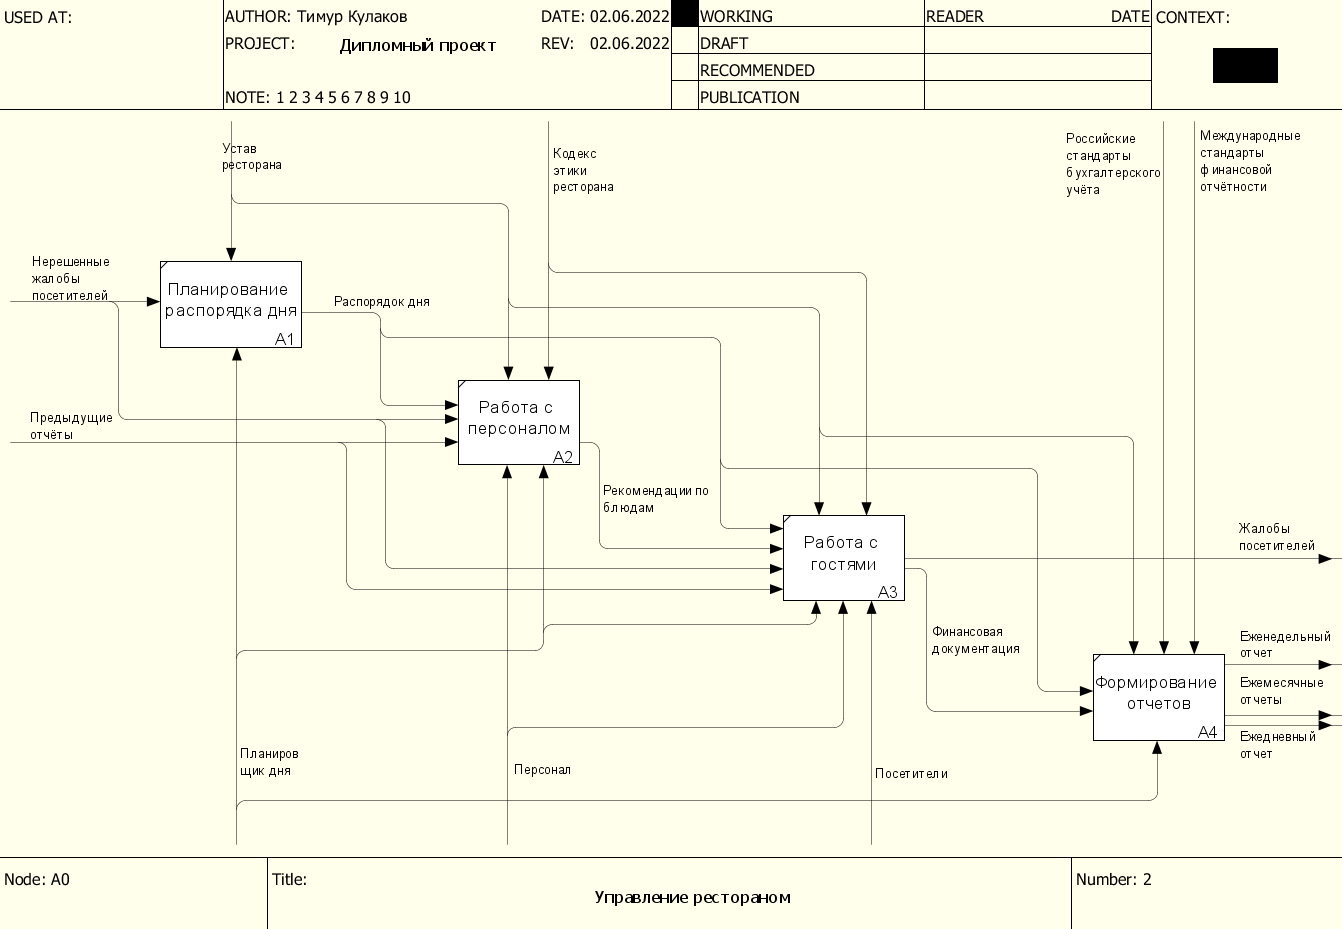 USED AT:
AUTHOR: Тимур Кулаков
DATE: 02.06.2022
PROJECT: Дипломный проект
REV: 02.06.2022
NOTE: 1 2 3 4 5 6 7 8 9 10
WORKING
DRAFT
RECOMMENDED
PUBLICATION
READER
DATE
CONTEXT:
Устав
ресторана
Кодекс
этики
ресторана
Российские
стандарты
бухгалтерского
учёта
Международные
стандарты
финансовой
отчётности
Нерешенные
жалобы
посетителей
Планирование
распорядка дня
A1
Распорядок дня
Предыдущие
отчёты
Работа с
персоналом
A2
Рекомендации по
блюдам
Работа с
гостями
A3
Жалобы
посетителей
Финансовая
документация
Формирование
отчетов
A4
Еженедельный
отчет
Ежемесячные
отчеты
Ежедневный
отчет
Планиров
щик дня
Персонал
Посетители
Node: A0
Title:
Управление рестораном
Number: 2